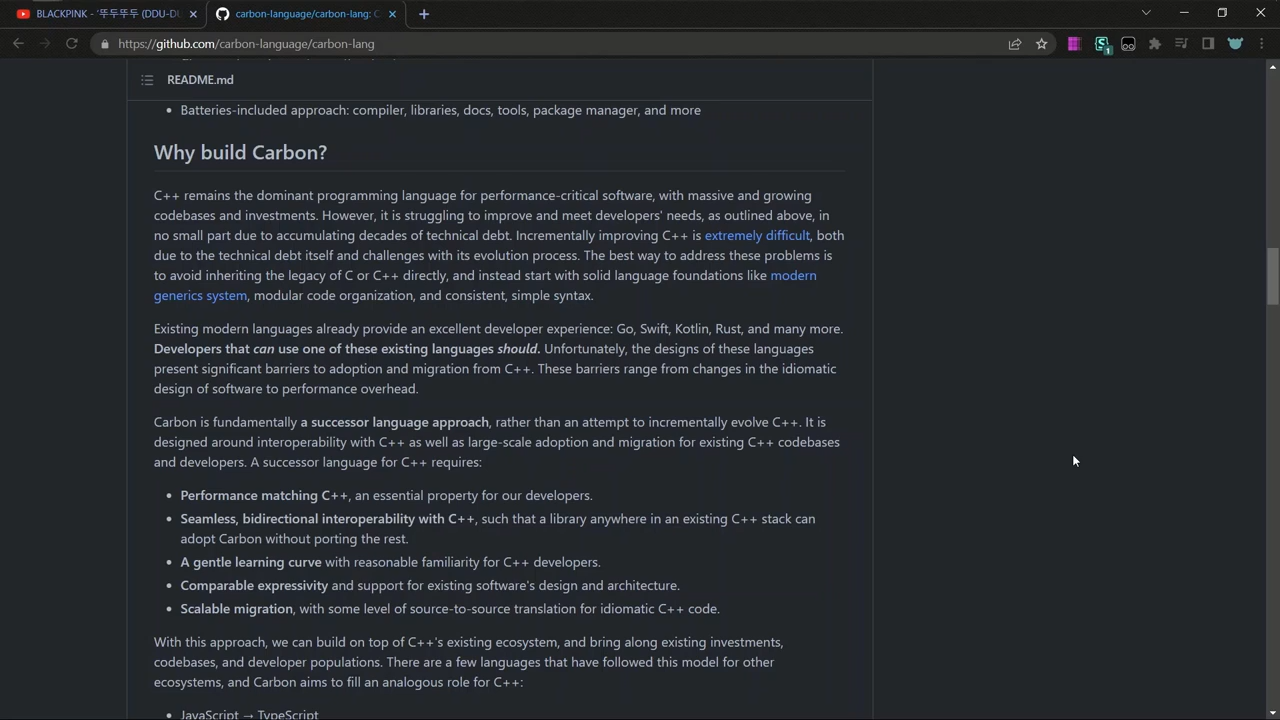 BLACKPINK - '뚜두뚜두 (DDU-DU
carbon-language/carbon-lang: C
https://github.com/carbon-language/carbon-lang
1
README.md
Batteries-included approach: compiler, libraries, docs, tools, package manager, and more
Why build Carbon?
C++ remains the dominant programming language for performance-critical software, with massive and growing
codebases and investments. However, it is struggling to improve and meet developers' needs, as outlined above, in
no small part due to accumulating decades of technical debt. Incrementally improving C++ is extremely difficult, both
due to the technical debt itself and challenges with its evolution process. The best way to address these problems is
to avoid inheriting the legacy of C or C++ directly, and instead start with solid language foundations like modern
generics system, modular code organization, and consistent, simple syntax.
Existing modern languages already provide an excellent developer experience: Go, Swift, Kotlin, Rust, and many more.
Developers that can use one of these existing languages should. Unfortunately, the designs of these languages
present significant barriers to adoption and migration from C++. These barriers range from changes in the idiomatic
design of software to performance overhead.
Carbon is fundamentally a successor language approach, rather than an attempt to incrementally evolve C++. It is
designed around interoperability with C++ as well as large-scale adoption and migration for existing C++ codebases
and developers. A successor language for C++ requires:
Performance matching C++, an essential property for our developers.
Seamless, bidirectional interoperability with C++, such that a library anywhere in an existing C++ stack can
adopt Carbon without porting the rest.
A gentle learning curve with reasonable familiarity for C++ developers.
Comparable expressivity and support for existing software's design and architecture.
Scalable migration, with some level of source-to-source translation for idiomatic C++ code.
With this approach, we can build on top of C++'s existing ecosystem, and bring along existing investments,
codebases, and developer populations. There are a few languages that have followed this model for other
ecosystems, and Carbon aims to fill an analogous role for C++:
JavaScript → TypeScript